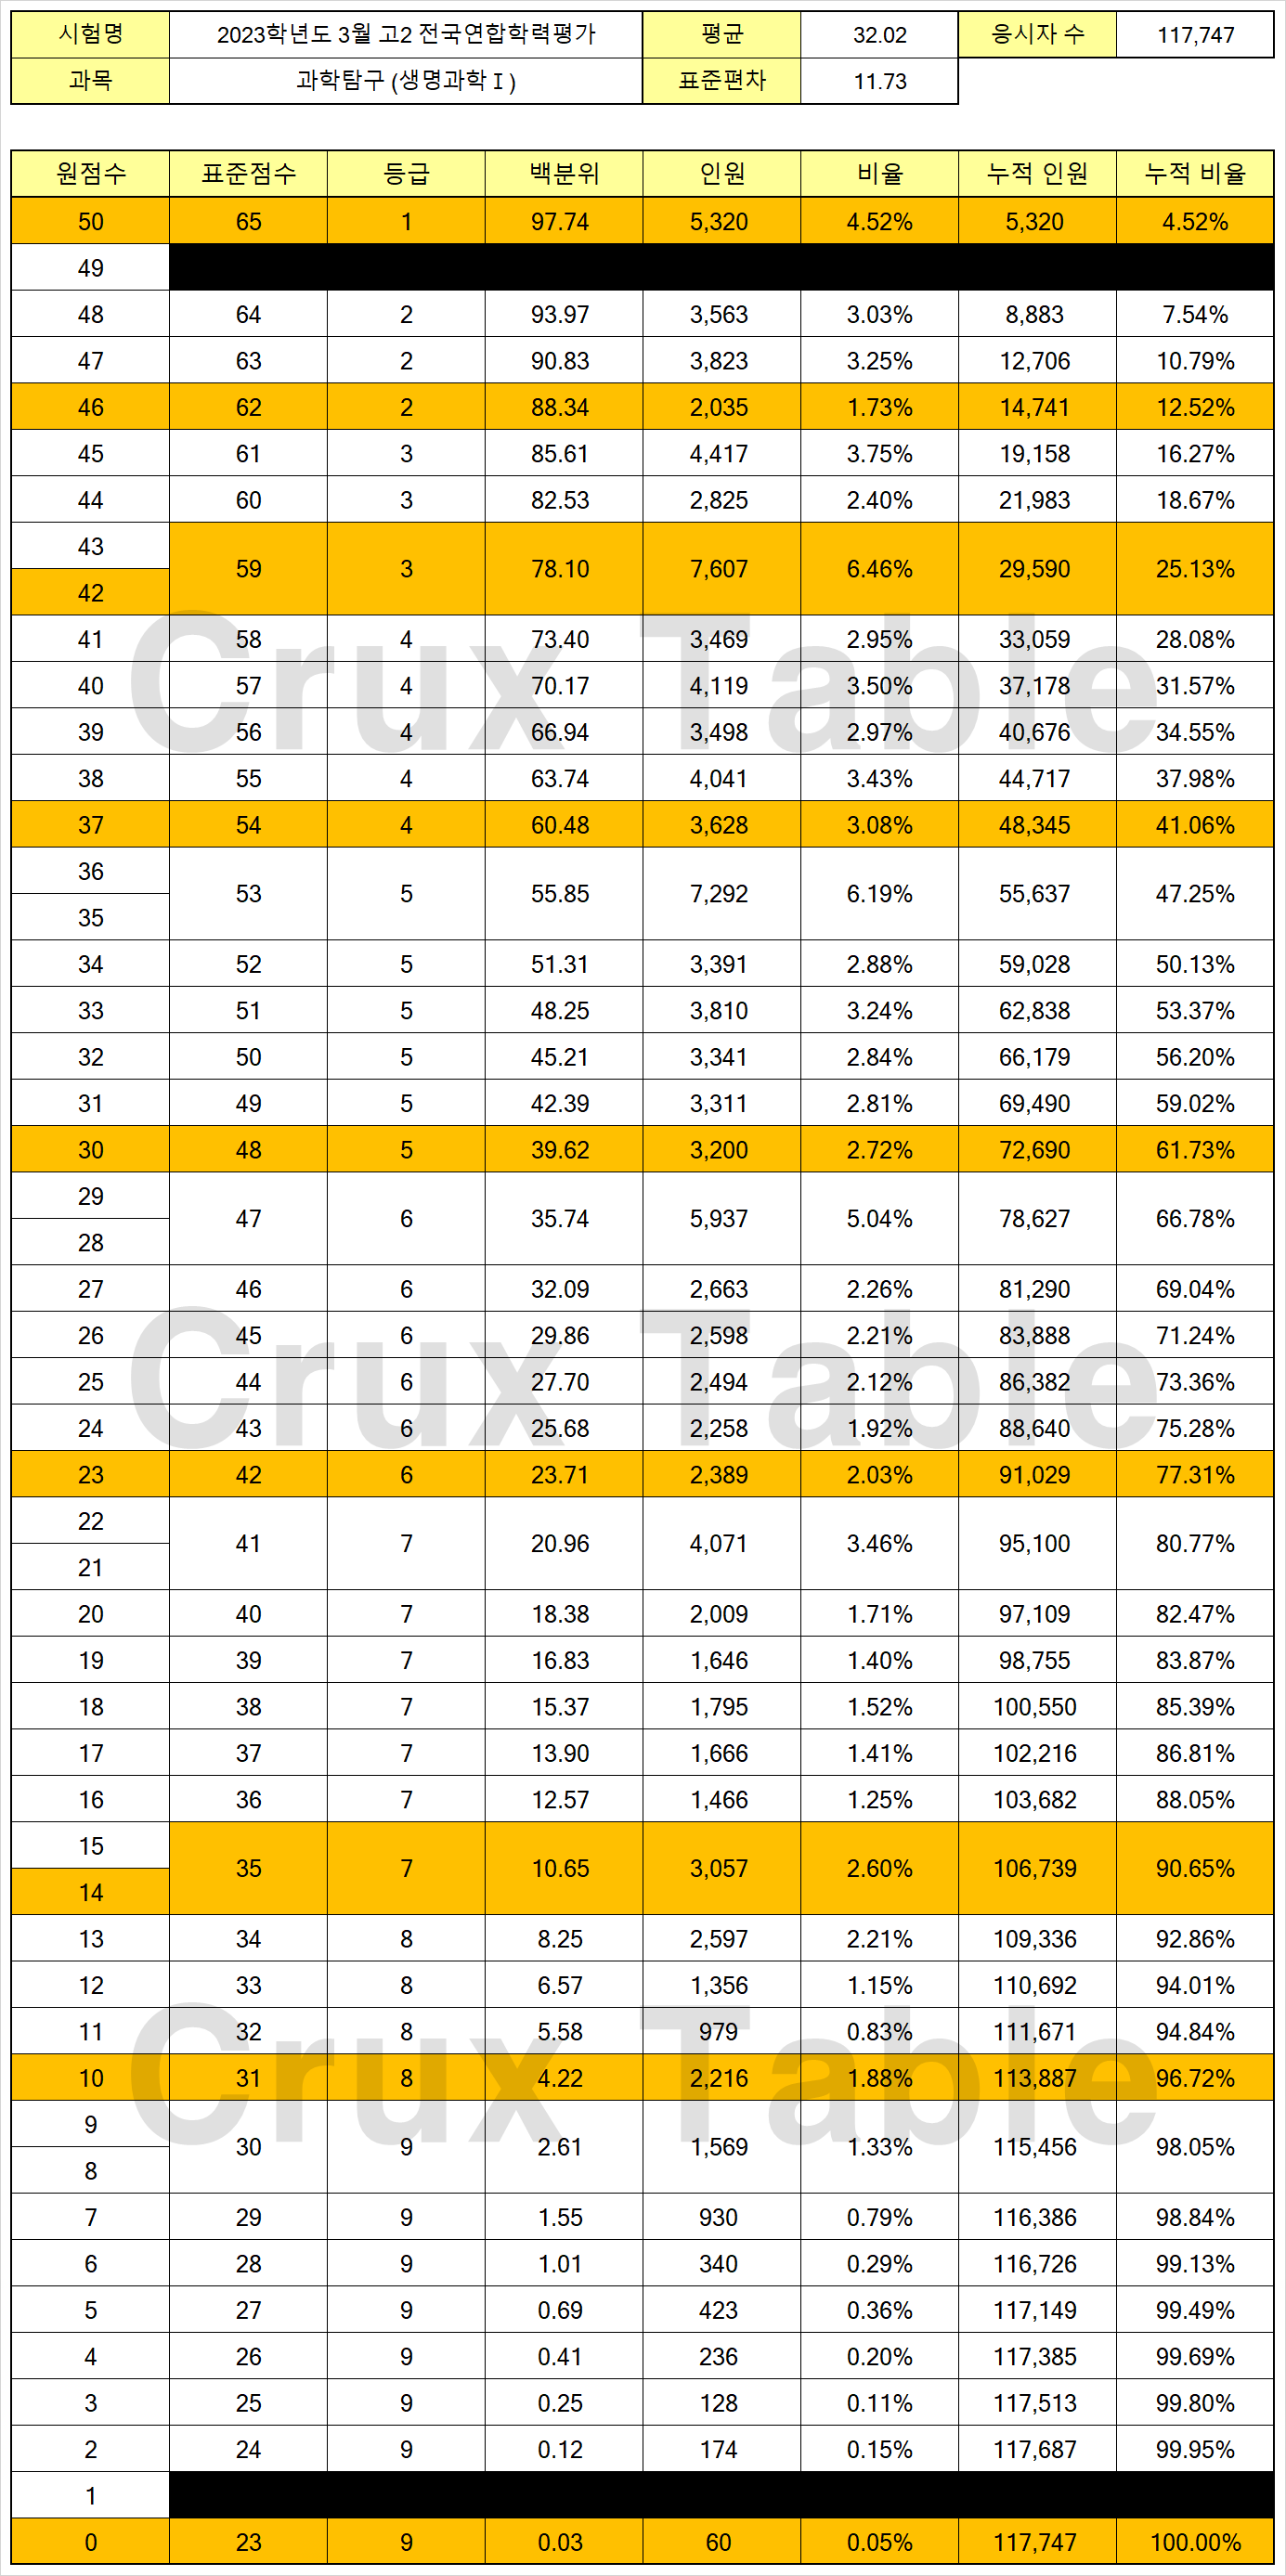 시험명 2023학년도 3월 고2 전국연합학력평가 평균 32.02 응시자 수 117,747
과목 과학탐구 (생명과학 I ) 표준편차 11.73
원점수 표준점수 등급 백분위 인원 비율 누적 인원 누적 비율
50 65 1 97.74 5,320 4.52% 5,320 4.52%
49
48 64 2 93.97 3,563 3.03% 8,883 7.54%
47 63 2 90.83 3,823 3.25% 12,706 10.79%
46 62 2 88.34 2,035 1.73% 14,741 12.52%
45 61 3 85.61 4,417 3.75% 19,158 16.27%
44 60 3 82.53 2,825 2.40% 21,983 18.67%
43
59 3 78.10 7,607 6.46% 29,590 25.13%
42
41 58 4 73.40 3,469 2.95% 33,059 28.08%
40 57 4 70.17 4,119 3.50% 37,178 31.57%
Crux Table
39 56 4 66.94 3,498 2.97% 40,676 34.55%
38 55 4 63.74 4,041 3.43% 44,717 37.98%
37 54 4 60.48 3,628 3.08% 48,345 41.06%
36
53 5 55.85 7,292 6.19% 55,637 47.25%
35
34 52 5 51.31 3,391 2.88% 59,028 50.13%
33 51 5 48.25 3,810 3.24% 62,838 53.37%
32 50 5 45.21 3,341 2.84% 66,179 56.20%
31 49 5 42.39 3,311 2.81% 69,490 59.02%
30 48 5 39.62 3,200 2.72% 72,690 61.73%
29
47 6 35.74 5,937 5.04% 78,627 66.78%
28
27 46 6 32.09 2,663 2.26% 81,290 69.04%
26 45 6 29.86 2,598 2.21% 83,888 71.24%
Crux Table
25 44 6 27.70 2,494 2.12% 86,382 73.36%
24 43 6 25.68 2,258 1.92% 88,640 75.28%
23 42 6 23.71 2,389 2.03% 91,029 77.31%
22
41 7 20.96 4,071 3.46% 95,100 80.77%
21
20 40 7 18.38 2,009 1.71% 97,109 82.47%
19 39 7 16.83 1,646 1.40% 98,755 83.87%
18 38 7 15.37 1,795 1.52% 100,550 85.39%
17 37 7 13.90 1,666 1.41% 102,216 86.81%
16 36 7 12.57 1,466 1.25% 103,682 88.05%
15
35 7 10.65 3,057 2.60% 106,739 90.65%
14
13 34 8 8.25 2,597 2.21% 109,336 92.86%
12 33 8 6.57 1,356 1.15% 110,692 94.01%
11 32 8 5.58 979 0.83% 111,671 94.84%
Crux Table
10 31 8 4.22 2,216 1.88% 113,887 96.72%
9
30 9 2.61 1,569 1.33% 115,456 98.05%
8
7 29 9 1.55 930 0.79% 116,386 98.84%
6 28 9 1.01 340 0.29% 116,726 99.13%
5 27 9 0.69 423 0.36% 117,149 99.49%
4 26 9 0.41 236 0.20% 117,385 99.69%
3 25 9 0.25 128 0.11% 117,513 99.80%
2 24 9 0.12 174 0.15% 117,687 99.95%
1
0 23 9 0.03 60 0.05% 117,747 100.00%